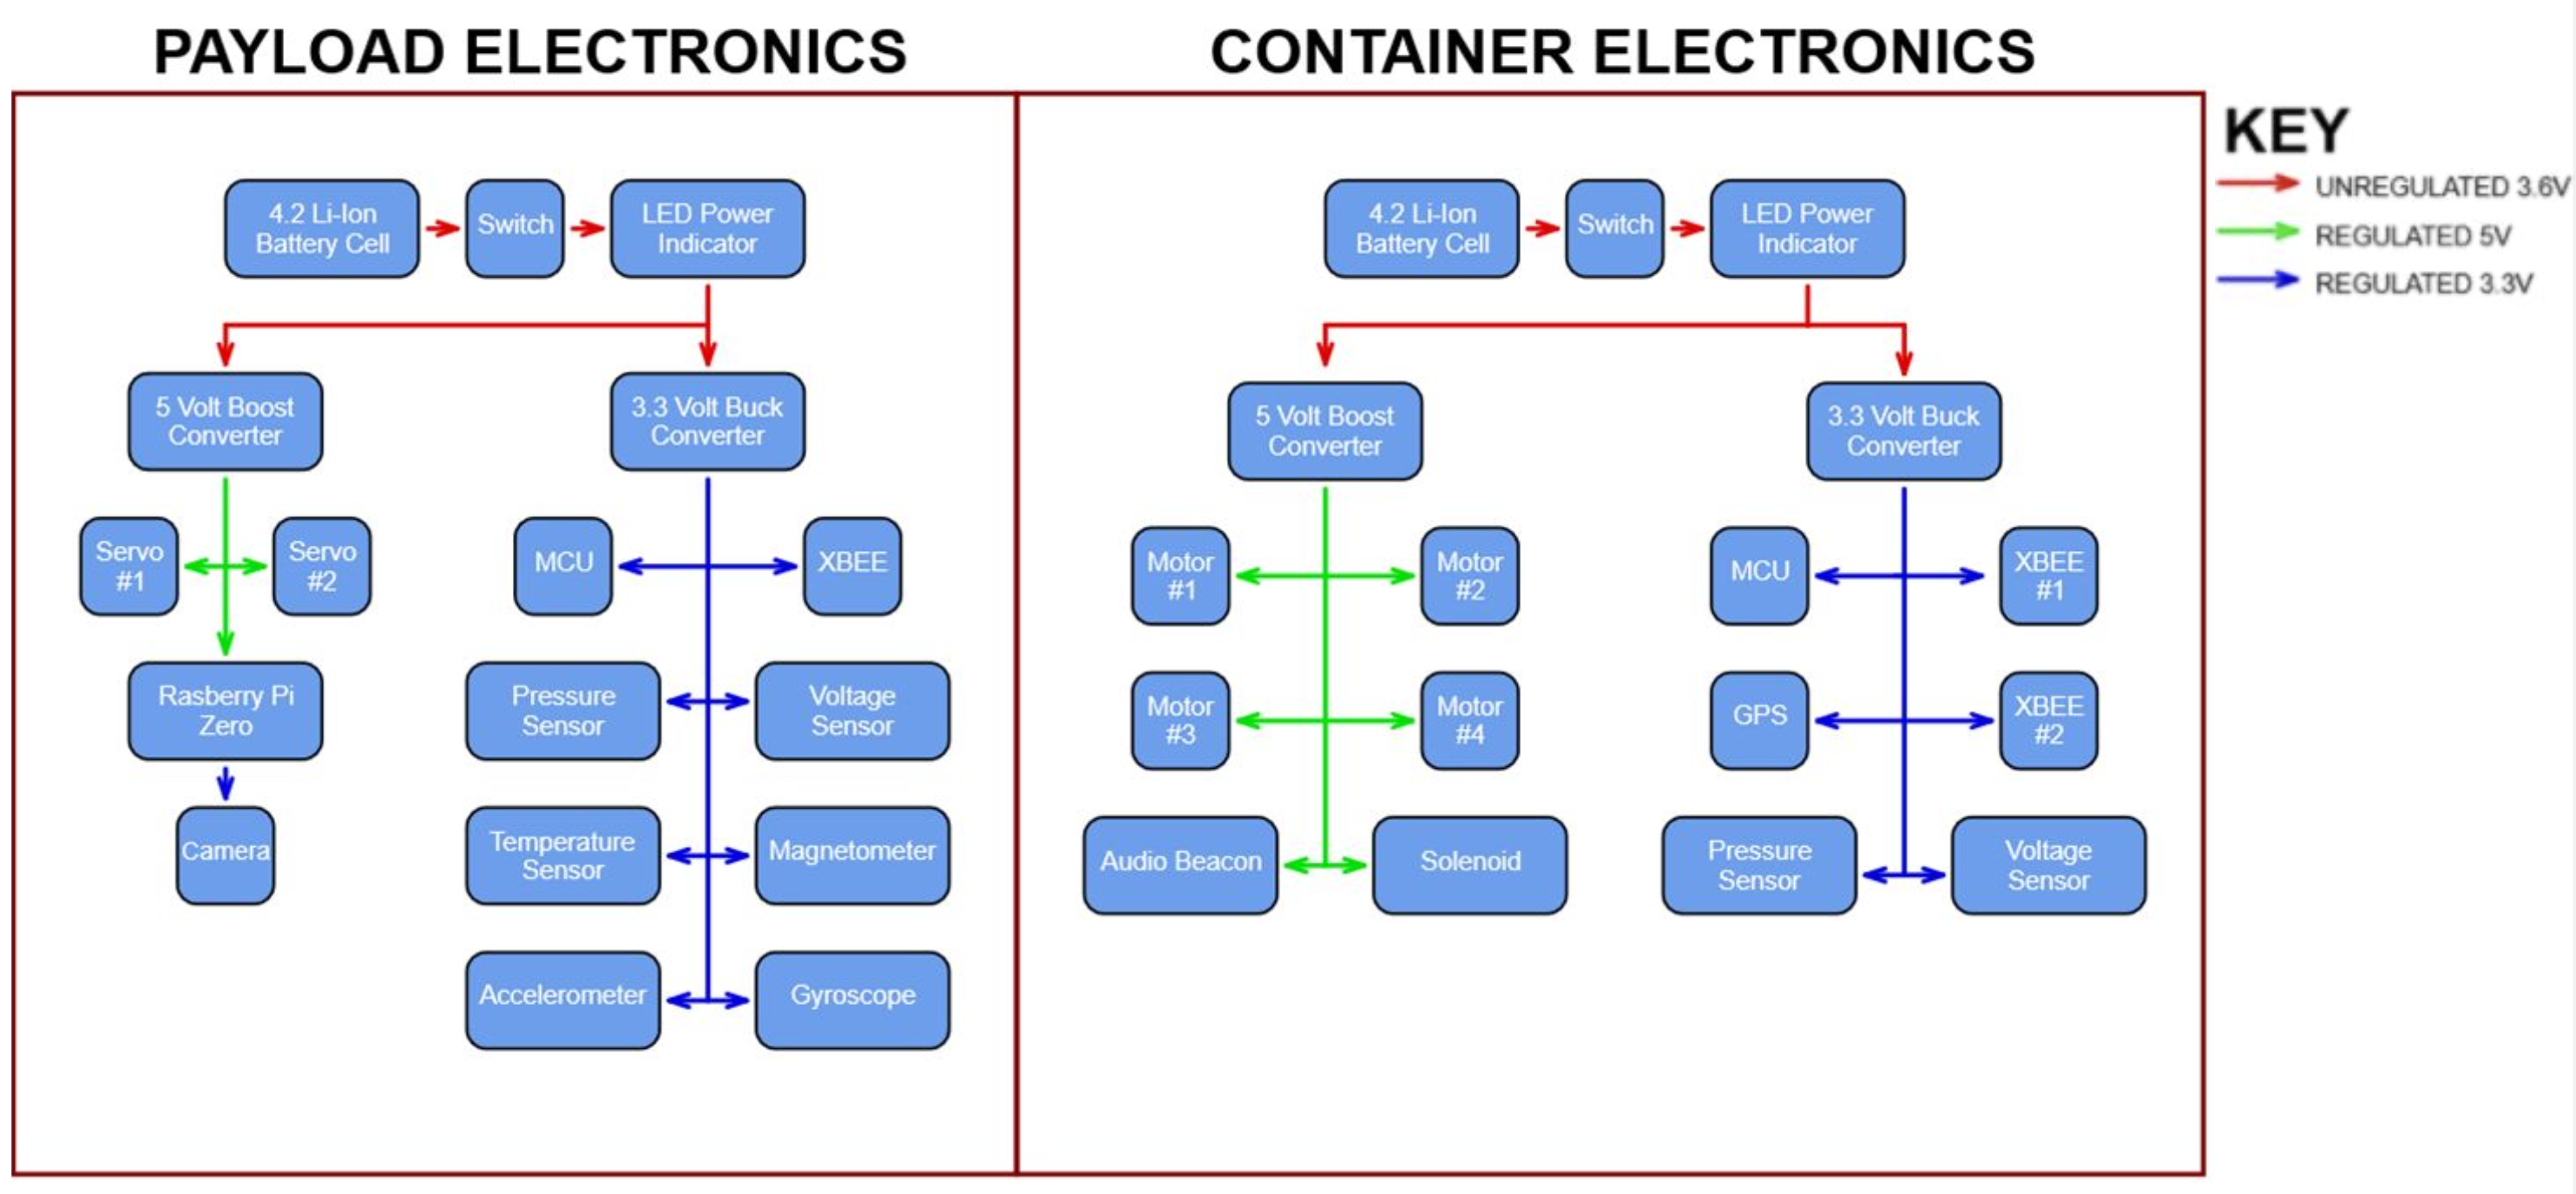 PAYLOAD ELECTRONICS
4.2 Li-Ion
Battery Cell
Switch
LED Power
Indicator
5 Volt Boost
Converter
3.3 Volt Buck
Converter
Servo
#1
Servo
#2
MCU
XBEE
Rasberry Pi
Zero
Pressure
Sensor
Voltage
Sensor
Camera
Temperature
Sensor
Magnetometer
Accelerometer
Gyroscope
CONTAINER ELECTRONICS
4.2 Li-Ion
Battery Cell
Switch
LED Power
Indicator
5 Volt Boost
Converter
3.3 Volt Buck
Converter
Motor
#1
Motor
#2
MCU
XBEE
#1
Motor
#3
Motor
#4
GPS
XBEE
#2
Audio Beacon
Solenoid
Pressure
Sensor
Voltage
Sensor
KEY
UNREGULATED 3.6V
REGULATED 5V
REGULATED 3.3V